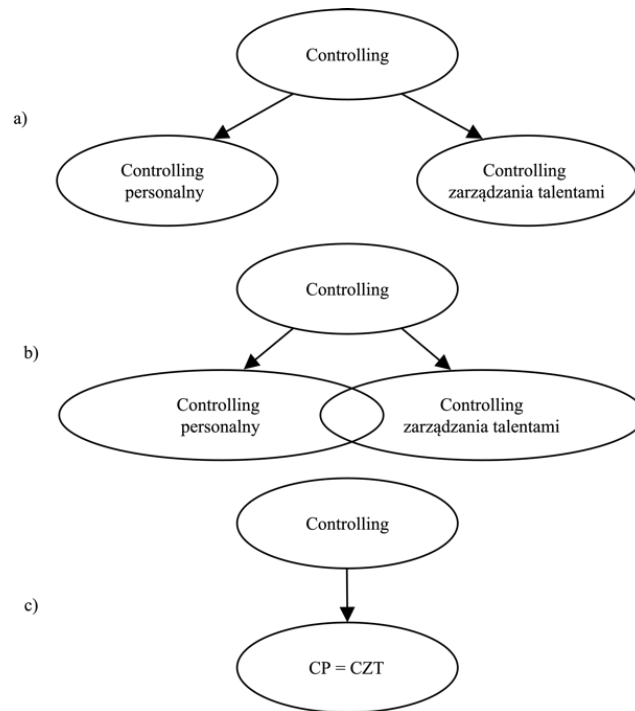 Controlling
a)
Controlling
personalny
Controlling
zarządzania talentami
Controlling
b)
Controlling
personalny
Controlling
zarządzania talentami
Controlling
c)
CP = CZT